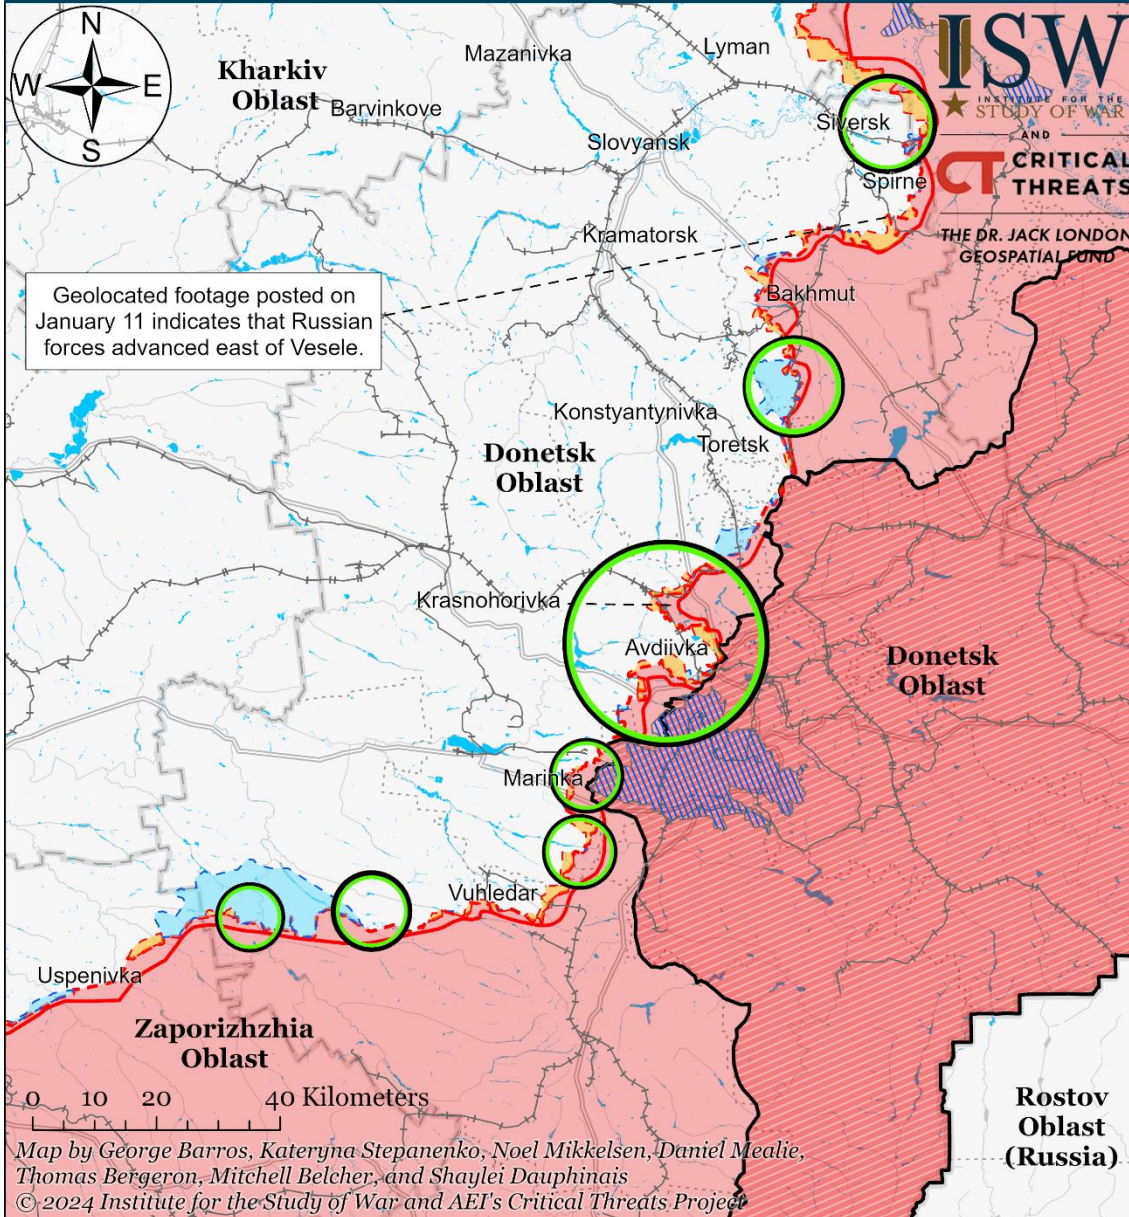 N
W
E
S
Kharkiv
Oblast
Mazanivka
Lyman
Barvinkove
Slovyansk
Siversk
Spirne
Kramatorsk
ISW
INSTITUTE FOR THE
STUDY OF WAR
AND
CT CRITICAL
THREATS
THE DR. JACK LONDON
GEOSPATIAL FUND
Geolocated footage posted on
January 11 indicates that Russian
forces advanced east of Vesele.
Bakhmut
Konstyantynivka
Toretsk
Donetsk
Oblast
Krasnohorivka
Avdiivka
Donetsk
Oblast
Marinka
Vuhledar
Uspenivka
Zaporizhzhia
Oblast
0 10 20 40 Kilometers
Rostov
Oblast
(Russia)
Map by George Barros, Kateryna Stepanenko, Noel Mikkelsen, Daniel Mealie,
Thomas Bergeron, Mitchell Belcher, and Shaylei Dauphinais
© 2024 Institute for the Study of War and AEI's Critical Threats Project